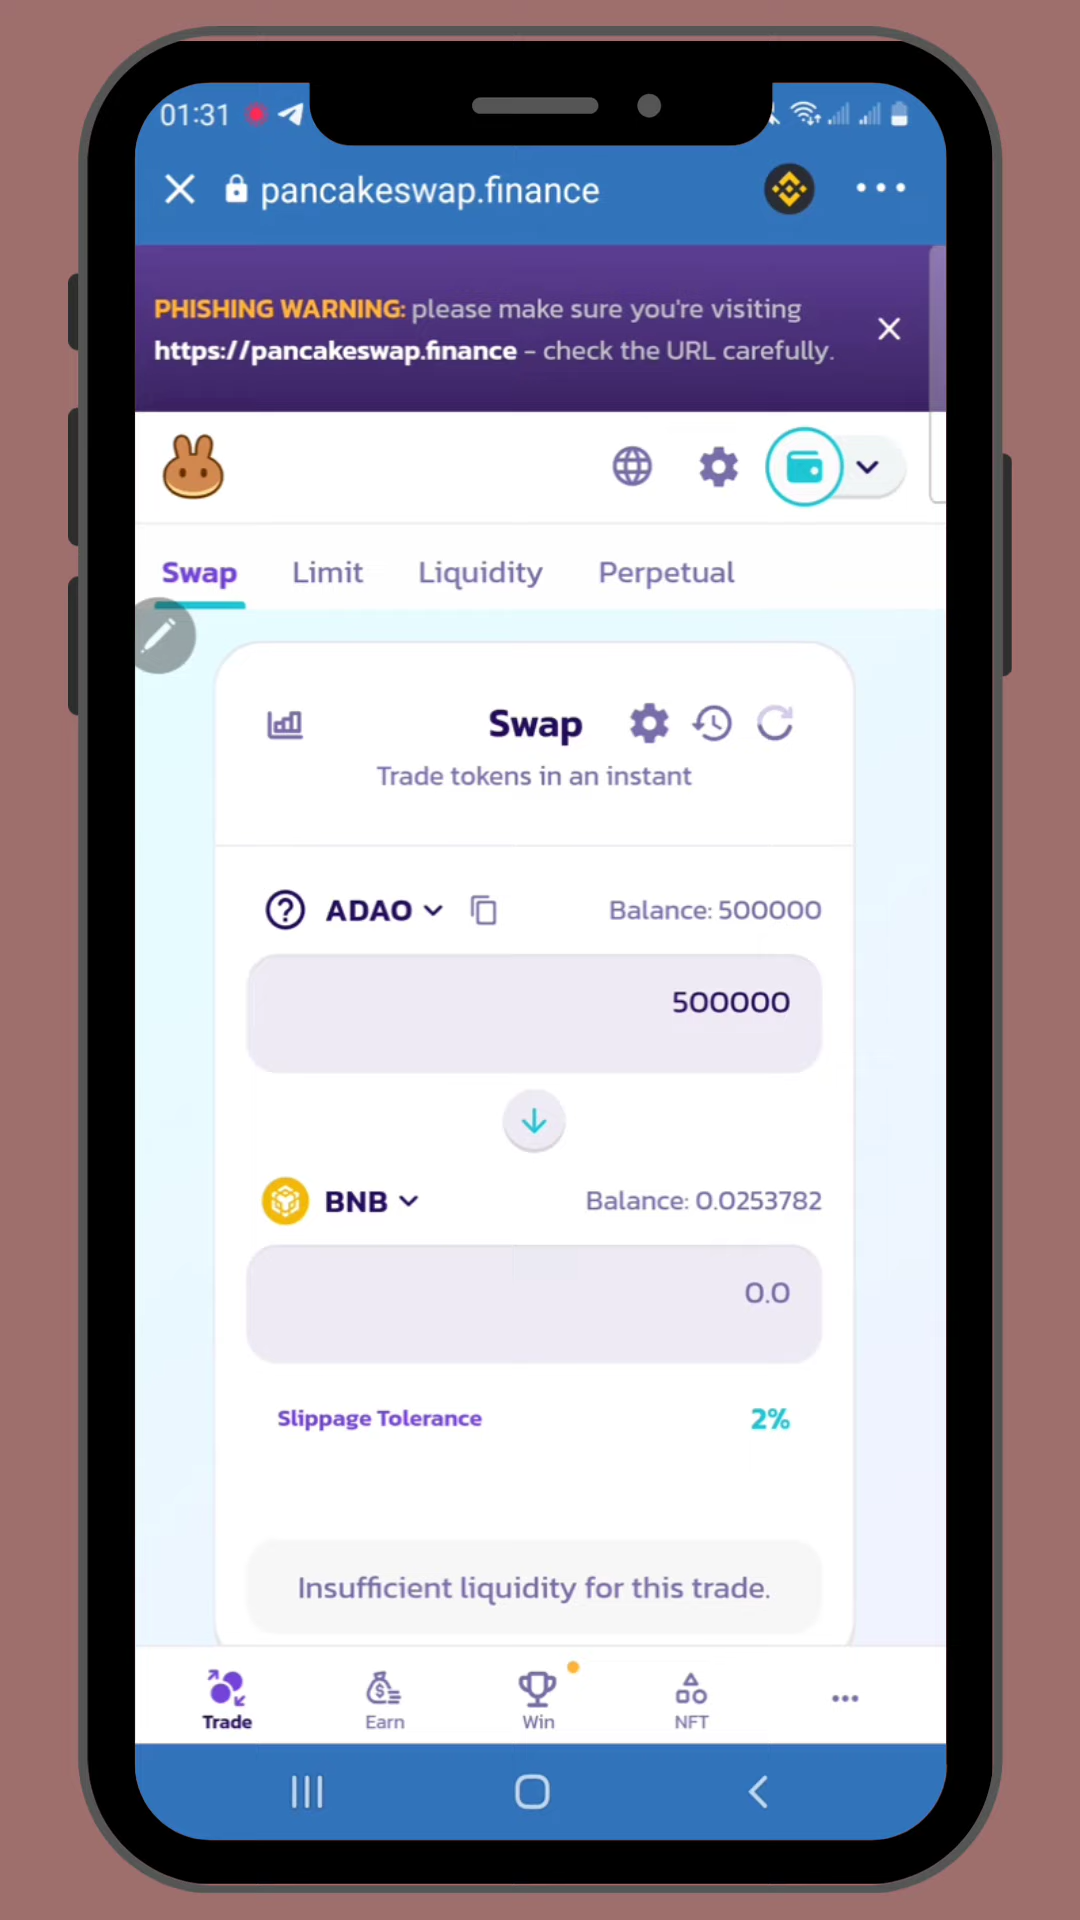 01:31
pancakeswap.finance
PHISHING WARNING: please make sure you're visiting
https://pancakeswap.finance - check the URL carefully.
Swap Limit Liquidity Perpetual
Swap
Trade tokens in an instant
ADAO Balance: 500000
500000
BNB Balance: 0.0253782
0.0
Slippage Tolerance 2%
Insufficient liquidity for this trade.
Trade Earn Win NFT